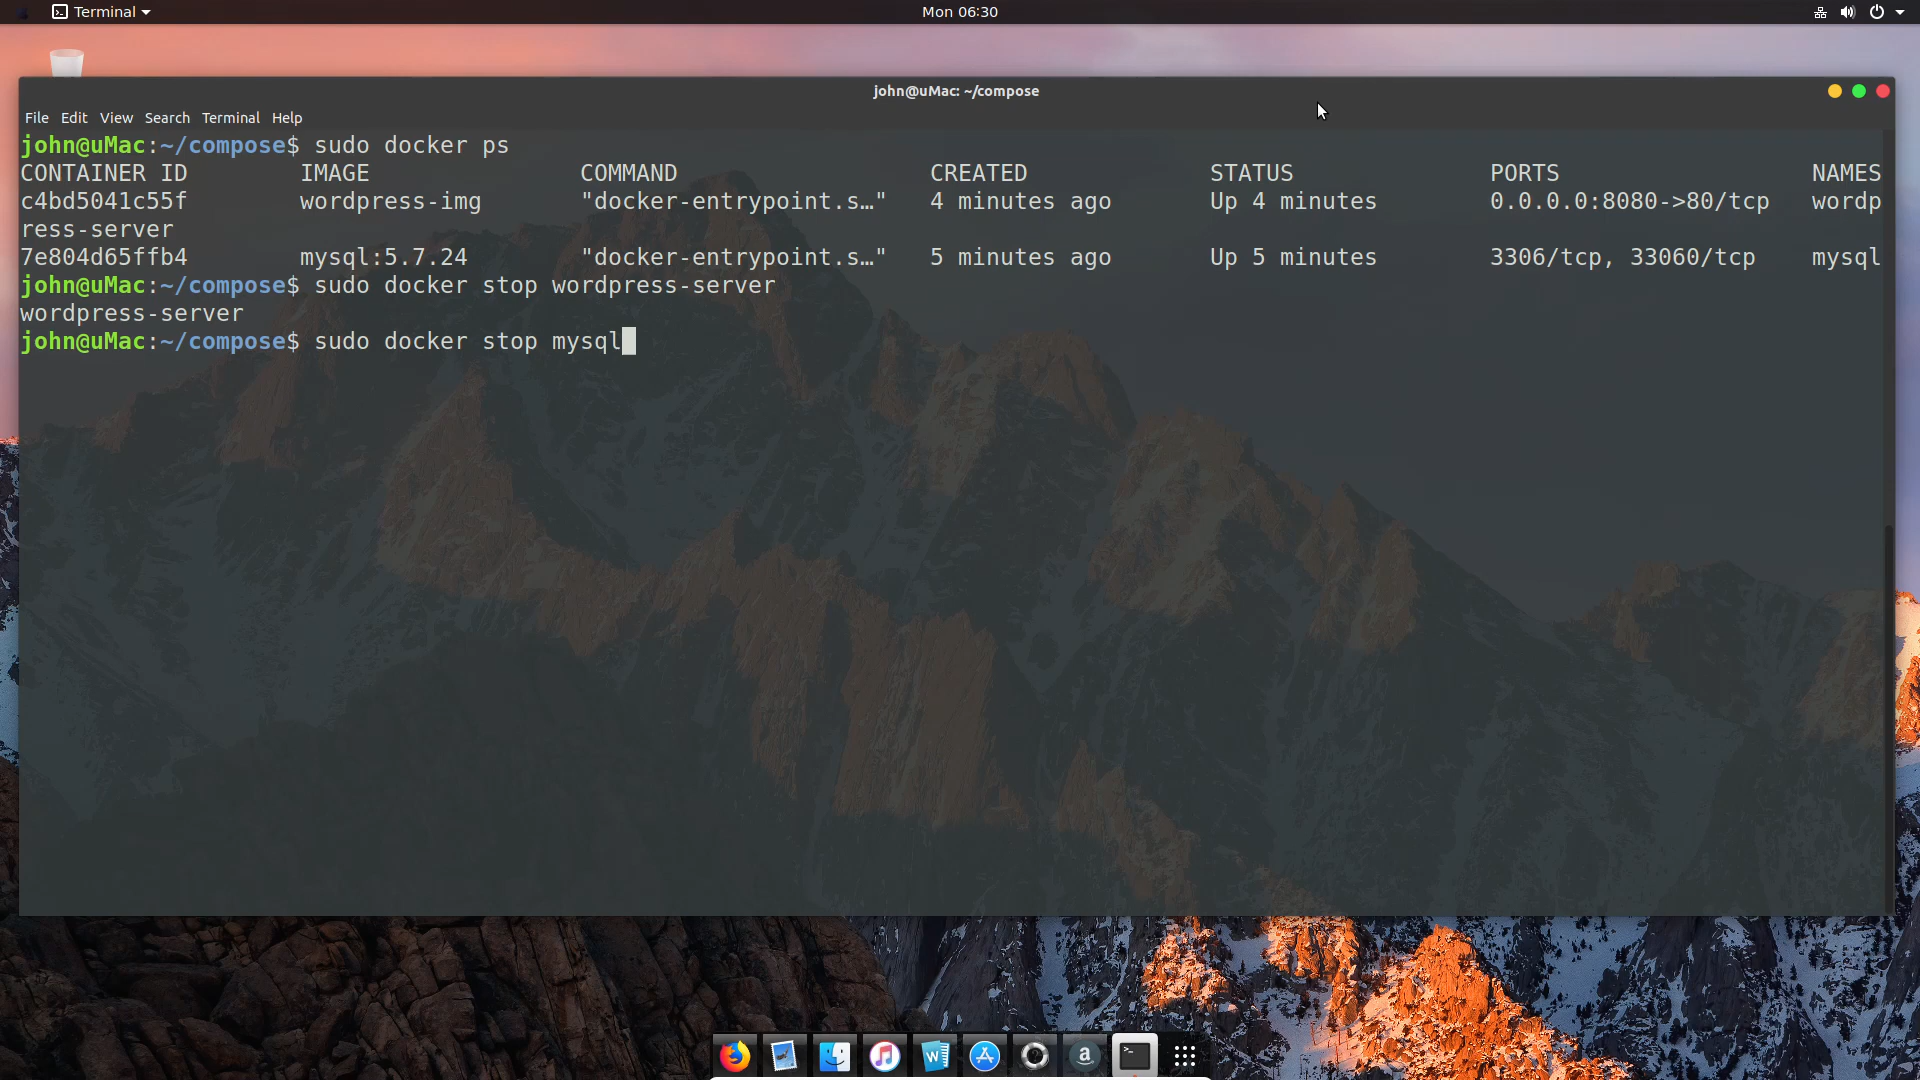 Terminal
Mon 06:30
john@uMac: ~/compose
File Edit View Search Terminal Help
john@uMac:~/compose$ sudo docker ps
CONTAINER ID IMAGE COMMAND CREATED STATUS PORTS NAMES
c4bd5041c55f wordpress-img "docker-entrypoint.s…" 4 minutes ago Up 4 minutes 0.0.0.0:8080->80/tcp wordp
ress-server
7e804d65ffb4 mysql:5.7.24 "docker-entrypoint.s…" 5 minutes ago Up 5 minutes 3306/tcp, 33060/tcp mysql
john@uMac:~/compose$ sudo docker stop wordpress-server
wordpress-server
john@uMac:~/compose$ sudo docker stop mysql